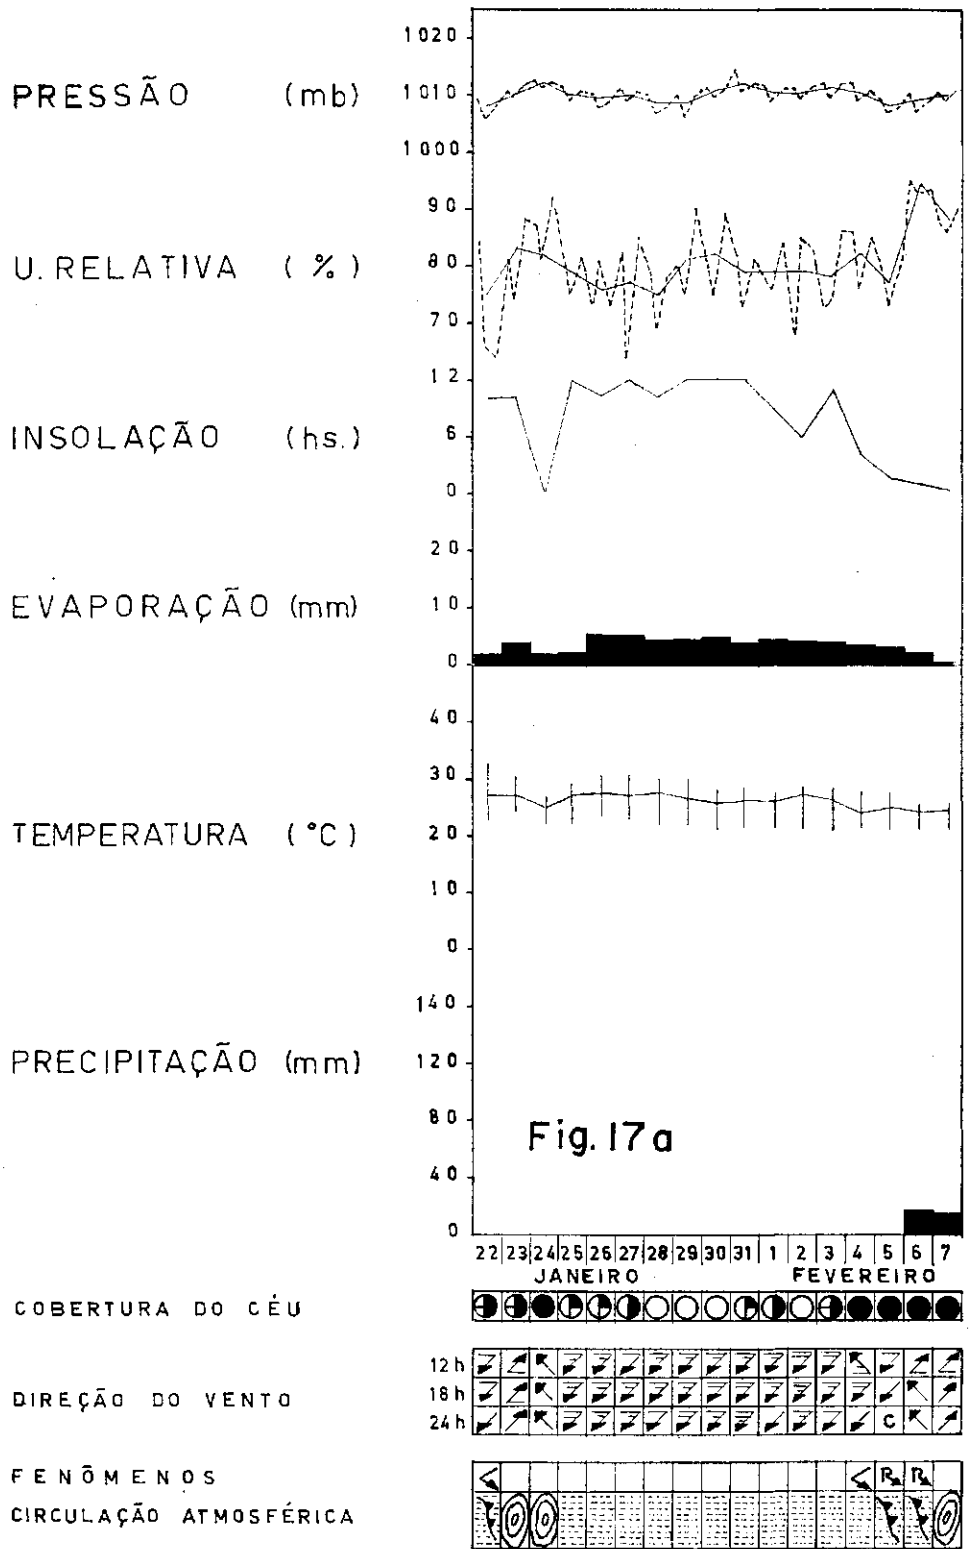 1020
PRESSÃO (mb) 1010
1000
90
U. RELATIVA (%) 80
70
12
INSOLAÇÃO (hs.) 6
0
20
EVAPORAÇÃO (mm) 10
0
40
30
TEMPERATURA (°C) 20
10
0
140
PRECIPITAÇÃO (mm) 120
80
Fig. 17a
40
0
22 23 24 25 26 27 28 29 30 31 1 2 3 4 5 6 7
JANEIRO FEVEREIRO
COBERTURA DO CÉU
12h
DIREÇÃO DO VENTO 18h
24h C
FENÔMENOS R R
CIRCULAÇÃO ATMOSFÉRICA